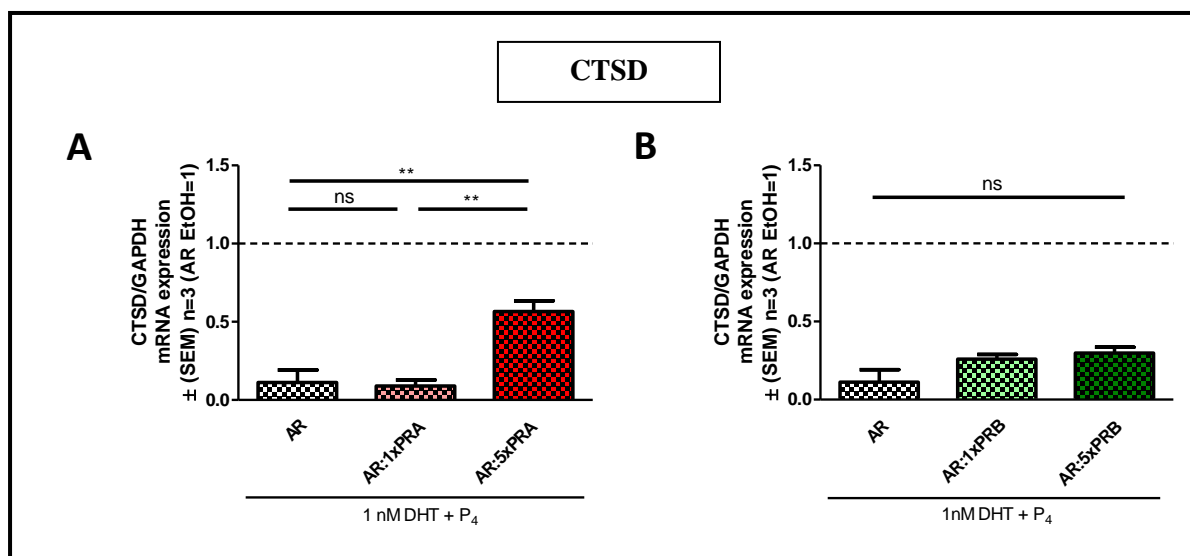 CTSD
A
CTSD/GAPDH
mRNA expression
± (SEM) n=3 (AR EtOH=1)
1.5
1.0
0.5
0.0
**
ns
**
AR
AR:1xPRA
AR:5xPRA
1 nM DHT + P₄
B
CTSD/GAPDH
mRNA expression
± (SEM) n=3 (AR EtOH=1)
1.5
1.0
0.5
0.0
ns
AR
AR:1xPRB
AR:5xPRB
1nM DHT + P₄